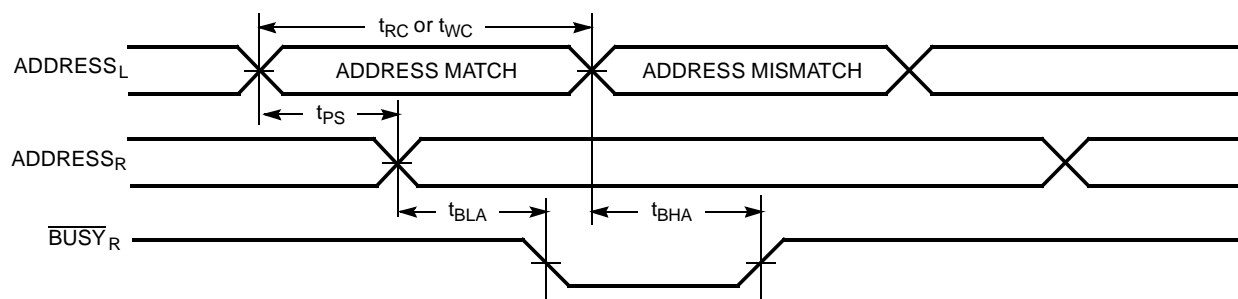 tRC or tWC
ADDRESSL
ADDRESS MATCH
ADDRESS MISMATCH
tPS
ADDRESSR
tBLA
tBHA
BUSYR